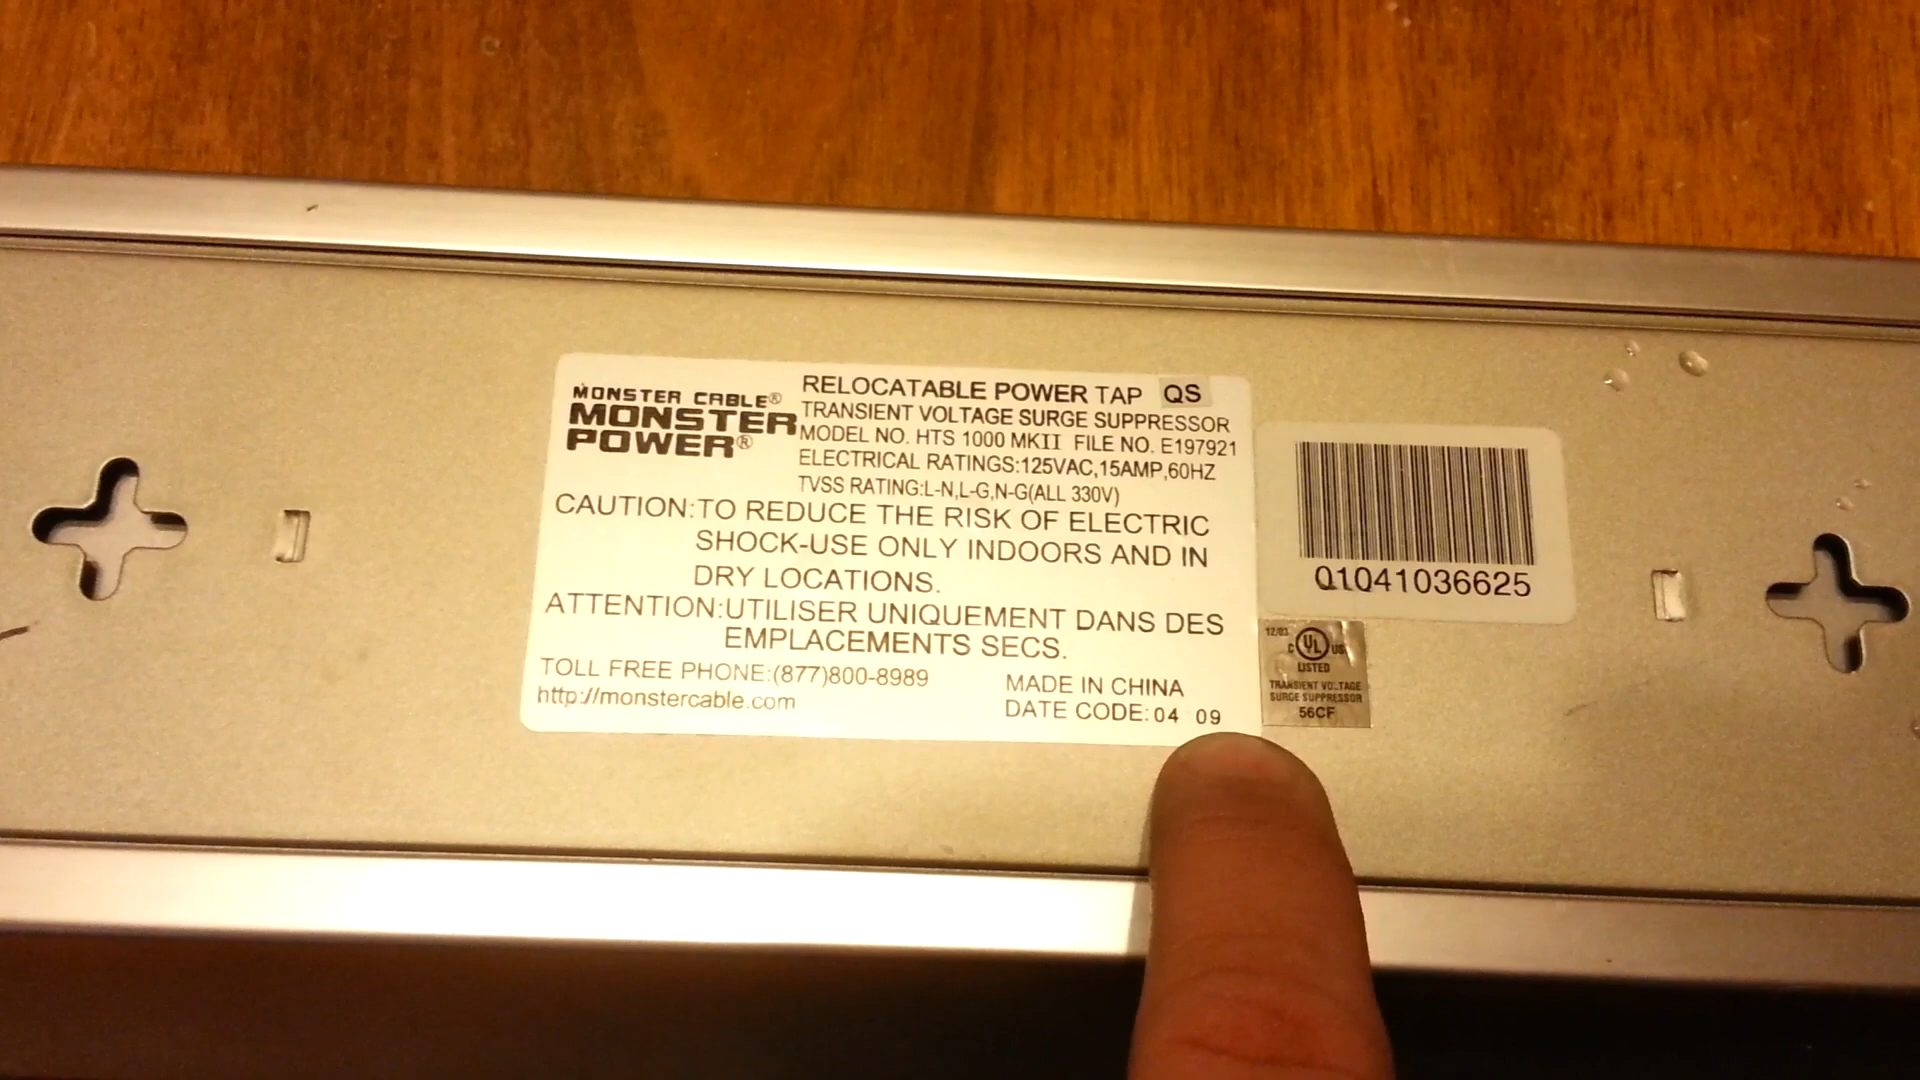 MONSTER CABLE®
MONSTER
POWER®
RELOCATABLE POWER TAP QS
TRANSIENT VOLTAGE SURGE SUPPRESSOR
MODEL NO. HTS 1000 MKII FILE NO. E197921
ELECTRICAL RATINGS:125VAC,15AMP,60HZ
TVSS RATING:L-N,L-G,N-G(ALL 330V)
CAUTION:TO REDUCE THE RISK OF ELECTRIC
SHOCK-USE ONLY INDOORS AND IN
DRY LOCATIONS.
ATTENTION:UTILISER UNIQUEMENT DANS DES
EMPLACEMENTS SECS.
TOLL FREE PHONE:(877)800-8989
http://monstercable.com
MADE IN CHINA
DATE CODE:04 09
Q1041036625
12/03
C UL US
LISTED
TRANSIENT VOLTAGE
SURGE SUPPRESSOR
56CF